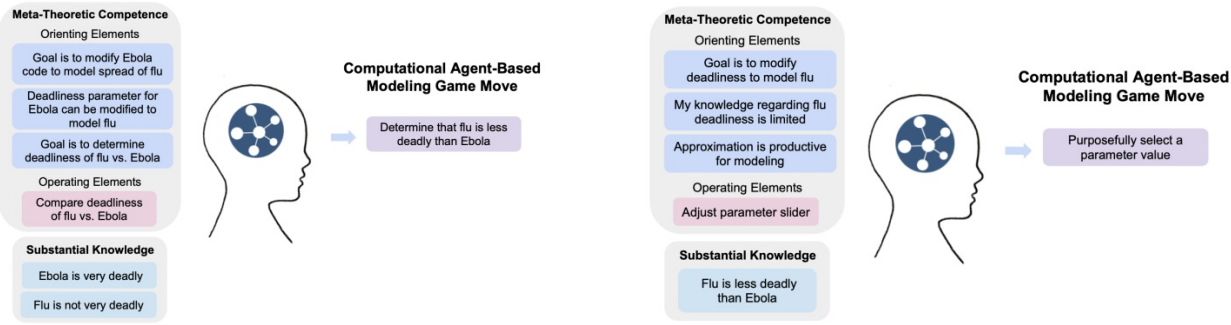 Meta-Theoretic Competence
Orienting Elements
Goal is to modify Ebola
code to model spread of flu
Deadliness parameter for
Ebola can be modified to
model flu
Goal is to determine
deadliness of flu vs. Ebola
Operating Elements
Compare deadliness
of flu vs. Ebola
Substantial Knowledge
Ebola is very deadly
Flu is not very deadly
Computational Agent-Based
Modeling Game Move
Determine that flu is less
deadly than Ebola
Meta-Theoretic Competence
Orienting Elements
Goal is to modify
deadliness to model flu
My knowledge regarding flu
deadliness is limited
Approximation is productive
for modeling
Operating Elements
Adjust parameter slider
Substantial Knowledge
Flu is less deadly
than Ebola
Computational Agent-Based
Modeling Game Move
Purposefully select a
parameter value